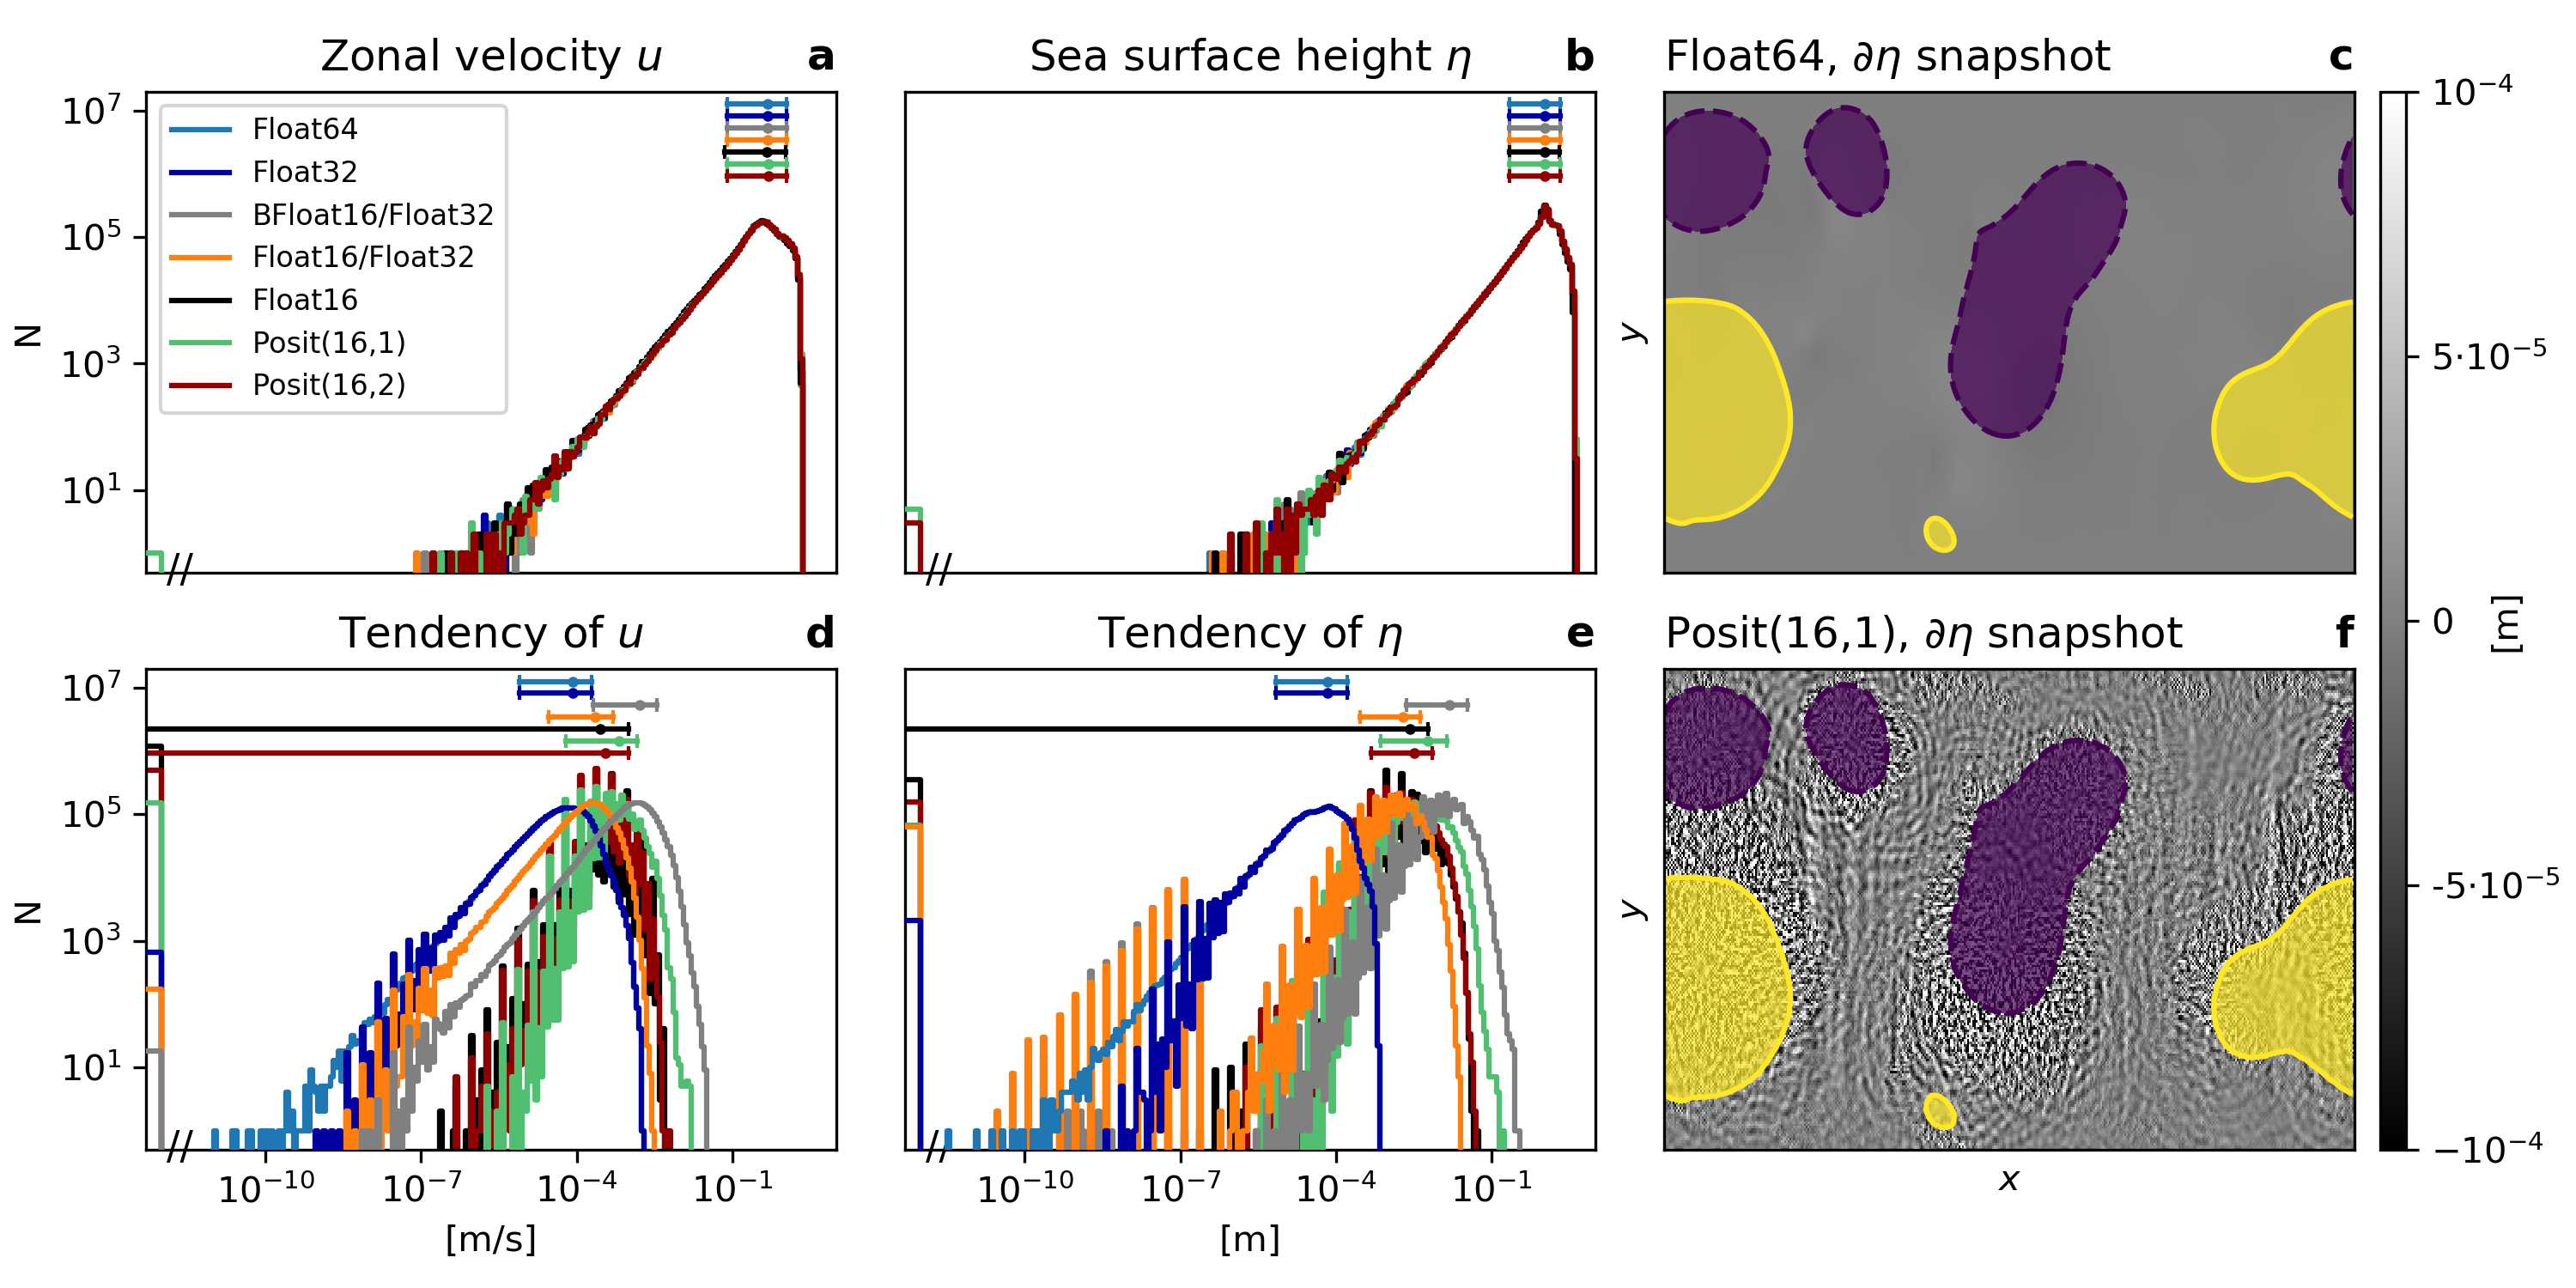 Zonal velocity u a
N
10⁷
10⁵
10³
10¹
Float64
Float32
BFloat16/Float32
Float16/Float32
Float16
Posit(16,1)
Posit(16,2)
//
Sea surface height η b
//
Float64, ∂η snapshot c
y
Tendency of u d
N
10⁷
10⁵
10³
10¹
//
10⁻¹⁰ 10⁻⁷ 10⁻⁴ 10⁻¹
[m/s]
Tendency of η e
//
10⁻¹⁰ 10⁻⁷ 10⁻⁴ 10⁻¹
[m]
Posit(16,1), ∂η snapshot f
y
x
10⁻⁴
5·10⁻⁵
0
-5·10⁻⁵
−10⁻⁴
[m]